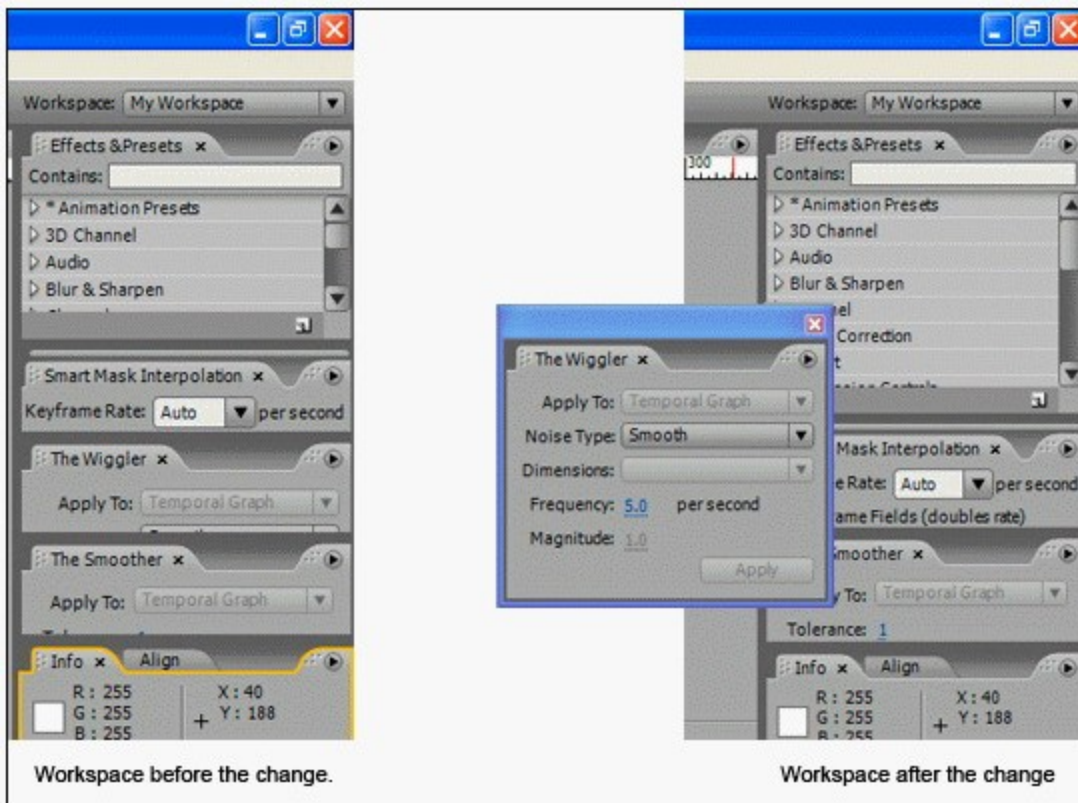 Workspace: My Workspace
Effects &Presets x
Contains:
* Animation Presets
3D Channel
Audio
Blur & Sharpen
Smart Mask Interpolation x
Keyframe Rate: Auto per second
The Wiggler x
Apply To: Temporal Graph
The Smoother x
Apply To: Temporal Graph
Info x Align
R : 255 X : 40
G : 255 + Y : 188
B : 255
Workspace before the change.
The Wiggler x
Apply To: Temporal Graph
Noise Type: Smooth
Dimensions:
Frequency: 5.0 per second
Magnitude: 1.0
Apply
Workspace: My Workspace
300
Effects &Presets x
Contains:
* Animation Presets
3D Channel
Audio
Blur & Sharpen
nel
Correction
t
Mask Interpolation x
e Rate: Auto per second
ame Fields (doubles rate)
Smoother x
y To: Temporal Graph
Tolerance: 1
Info x Align
R : 255 X : 40
G : 255 + Y : 188
B : 255
Workspace after the change